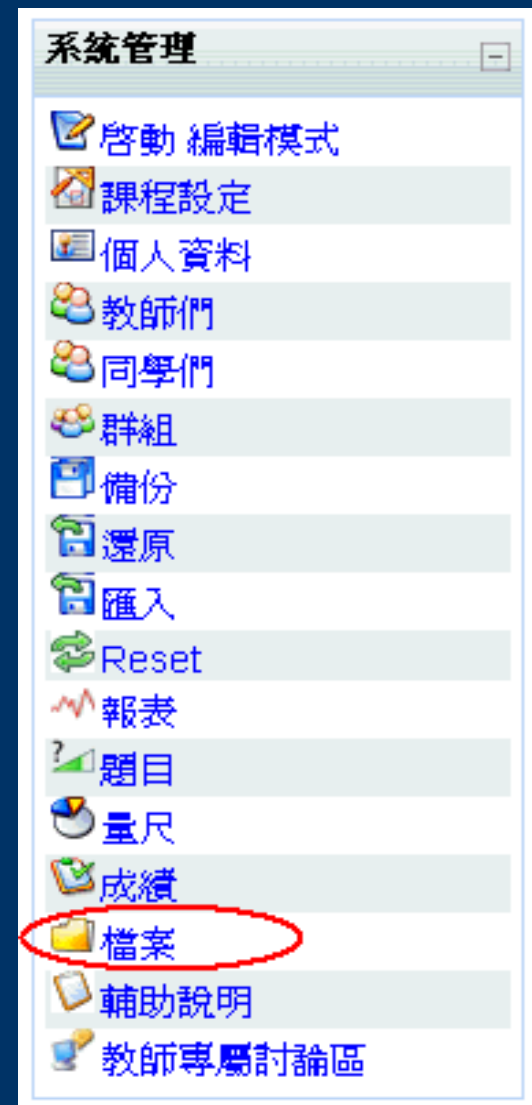 系統管理
啓動 編輯模式
課程設定
個人資料
教師們
同學們
群組
備份
還原
匯入
Reset
報表
題目
量尺
成績
檔案
輔助說明
教師專屬討論區